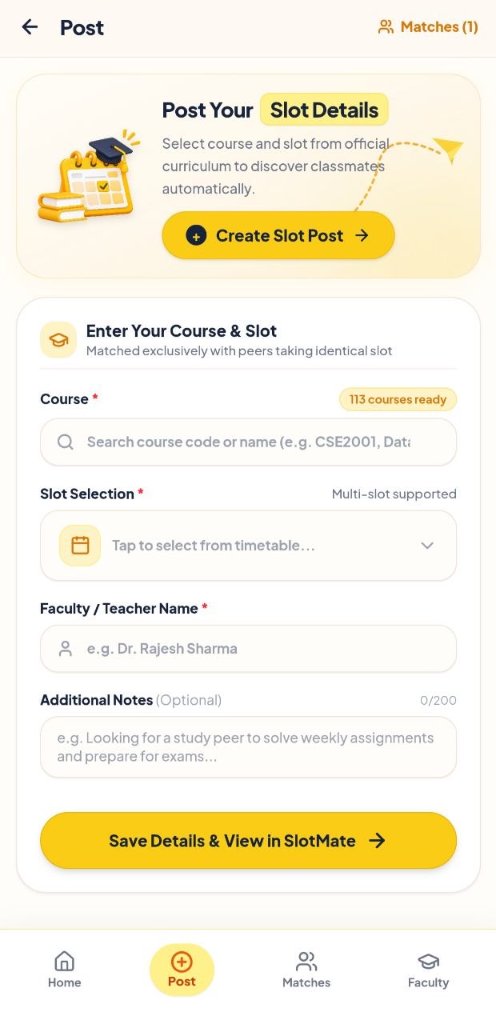 Post
Matches (1)
Post Your Slot Details
Select course and slot from official
curriculum to discover classmates
automatically.
Create Slot Post
Enter Your Course & Slot
Matched exclusively with peers taking identical slot
Course *
113 courses ready
Search course code or name (e.g. CSE2001, Data
Slot Selection *
Multi-slot supported
Tap to select from timetable...
Faculty / Teacher Name *
e.g. Dr. Rajesh Sharma
Additional Notes (Optional)
0/200
e.g. Looking for a study peer to solve weekly assignments
and prepare for exams...
Save Details & View in SlotMate
Home
Post
Matches
Faculty